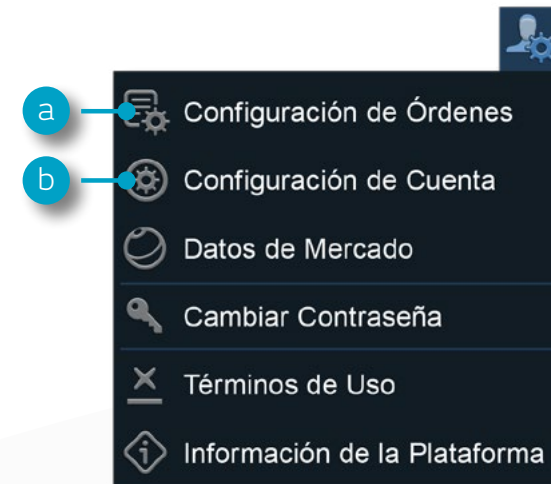 a
Configuración de Órdenes
b
Configuración de Cuenta
Datos de Mercado
Cambiar Contraseña
Términos de Uso
Información de la Plataforma